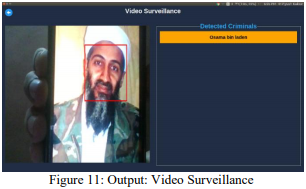 Video Surveillance
Detected Criminals
Osama bin laden
Figure 11: Output: Video Surveillance